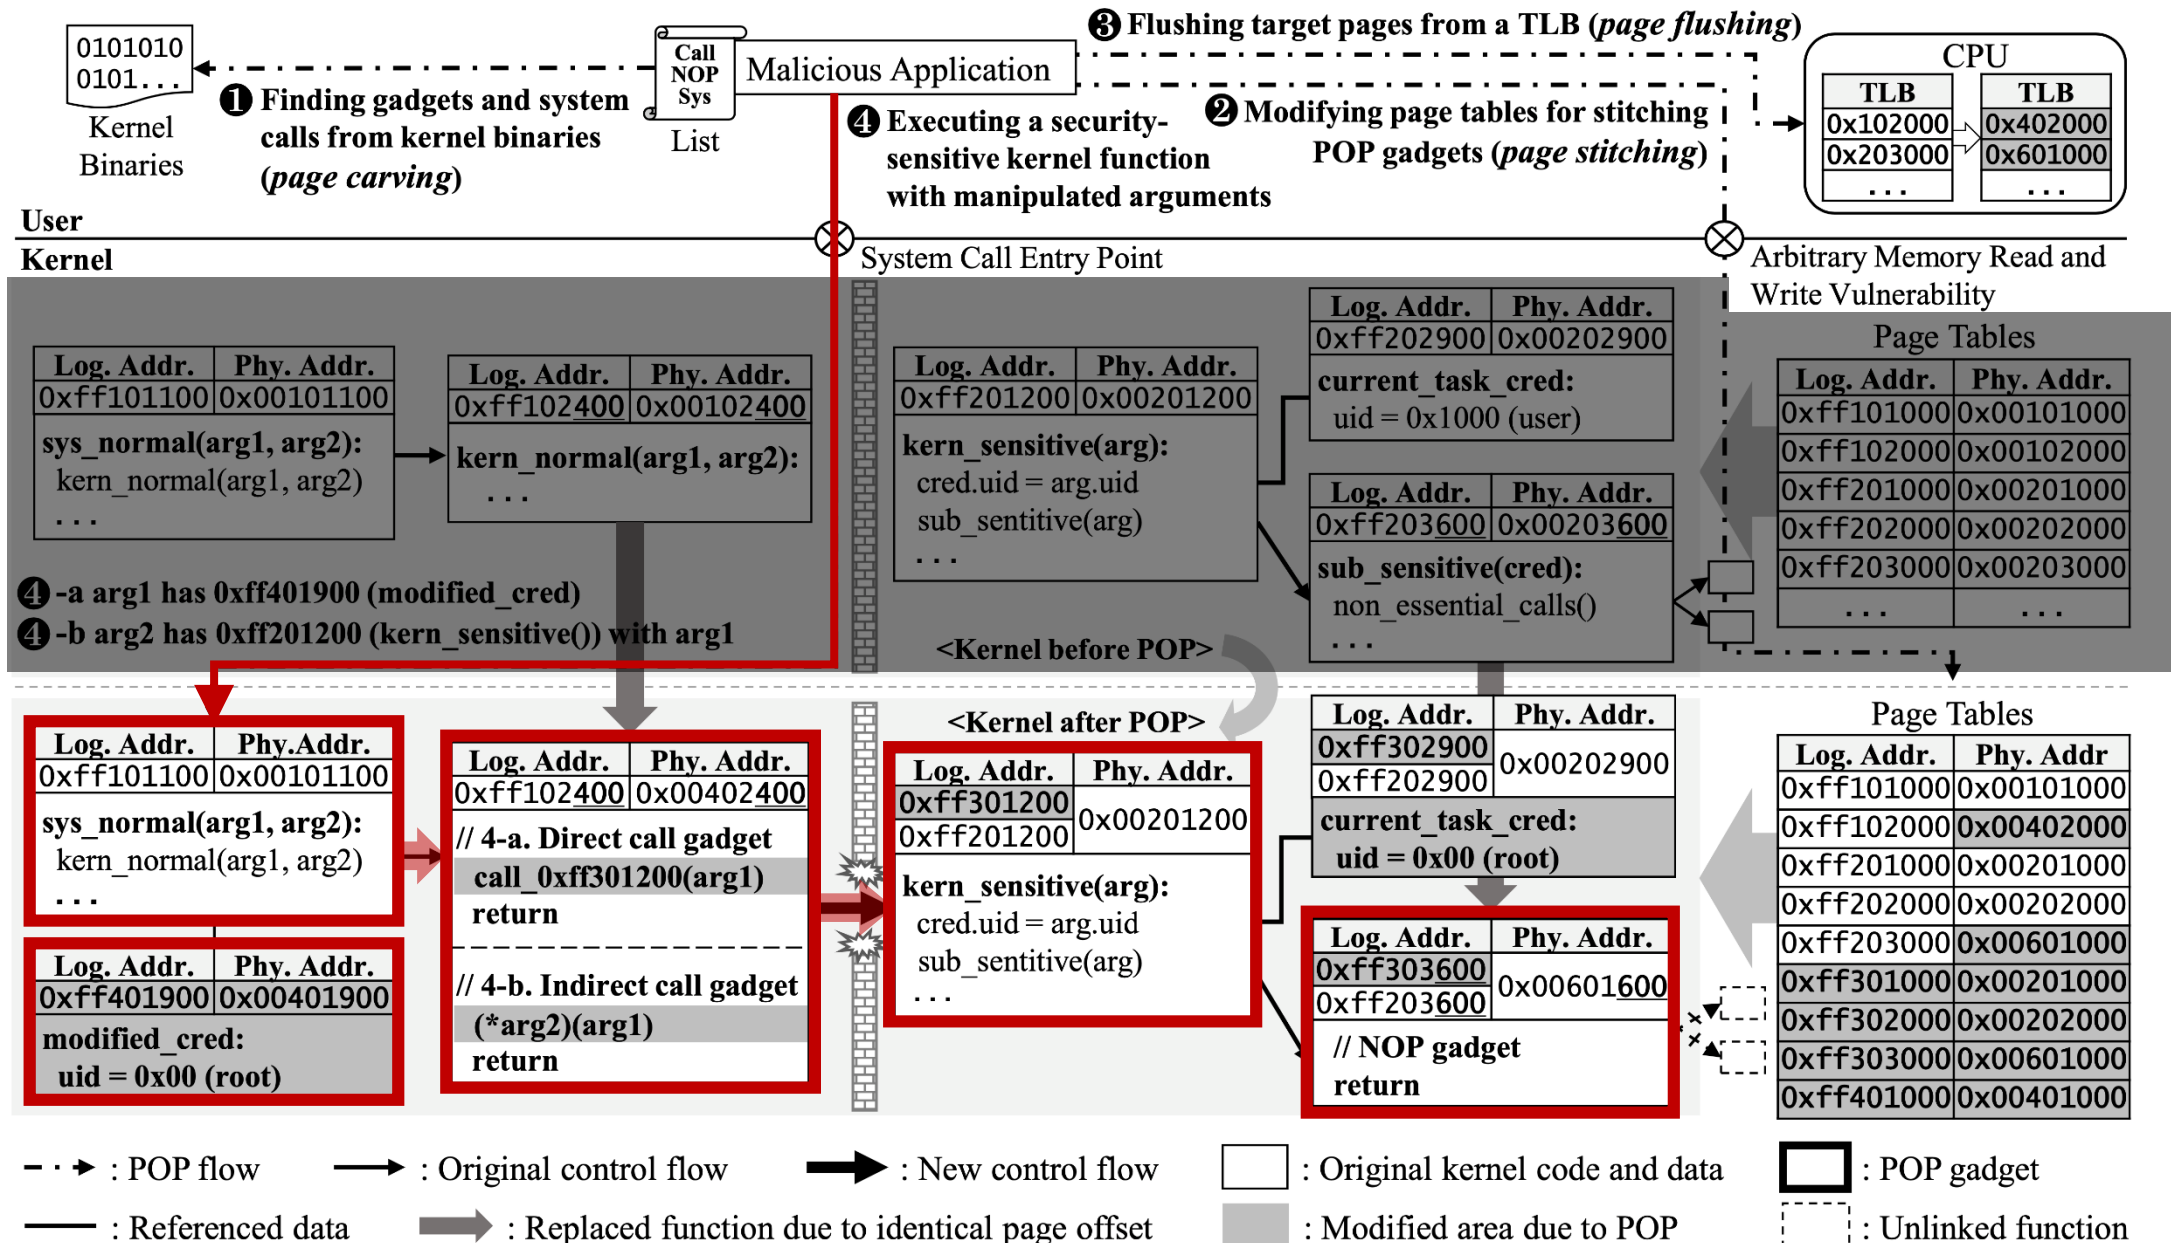 0101010
0101...
Kernel
Binaries
❶ Finding gadgets and system
calls from kernel binaries
(page carving)
Call
NOP
Sys
List
Malicious Application
❸ Flushing target pages from a TLB (page flushing)
❹ Executing a security-
sensitive kernel function
with manipulated arguments
❷ Modifying page tables for stitching
POP gadgets (page stitching)
CPU
TLB TLB
0x102000 0x402000
0x203000 0x601000
... ...
User
Kernel
System Call Entry Point
Arbitrary Memory Read and
Write Vulnerability
Log. Addr. Phy. Addr.
0xff101100 0x00101100
sys_normal(arg1, arg2):
kern_normal(arg1, arg2)
...
Log. Addr. Phy. Addr.
0xff102400 0x00102400
kern_normal(arg1, arg2):
...
Log. Addr. Phy. Addr.
0xff201200 0x00201200
kern_sensitive(arg):
cred.uid = arg.uid
sub_sentitive(arg)
...
Log. Addr. Phy. Addr.
0xff202900 0x00202900
current_task_cred:
uid = 0x1000 (user)
Log. Addr. Phy. Addr.
0xff203600 0x00203600
sub_sensitive(cred):
non_essential_calls()
...
Page Tables
Log. Addr. Phy. Addr.
0xff101000 0x00101000
0xff102000 0x00102000
0xff201000 0x00201000
0xff202000 0x00202000
0xff203000 0x00203000
... ...
❹-a arg1 has 0xff401900 (modified_cred)
❹-b arg2 has 0xff201200 (kern_sensitive()) with arg1
<Kernel before POP>
<Kernel after POP>
Log. Addr. Phy.Addr.
0xff101100 0x00101100
sys_normal(arg1, arg2):
kern_normal(arg1, arg2)
...
Log. Addr. Phy. Addr.
0xff401900 0x00401900
modified_cred:
uid = 0x00 (root)
Log. Addr. Phy. Addr.
0xff102400 0x00402400
// 4-a. Direct call gadget
call_0xff301200(arg1)
return
// 4-b. Indirect call gadget
(*arg2)(arg1)
return
Log. Addr. Phy. Addr.
0xff301200
0xff201200 0x00201200
kern_sensitive(arg):
cred.uid = arg.uid
sub_sentitive(arg)
...
Log. Addr. Phy. Addr.
0xff302900
0xff202900 0x00202900
current_task_cred:
uid = 0x00 (root)
Log. Addr. Phy. Addr.
0xff303600
0xff203600 0x00601600
// NOP gadget
return
Page Tables
Log. Addr. Phy. Addr
0xff101000 0x00101000
0xff102000 0x00402000
0xff201000 0x00201000
0xff202000 0x00202000
0xff203000 0x00601000
0xff301000 0x00201000
0xff302000 0x00202000
0xff303000 0x00601000
0xff401000 0x00401000
: POP flow
: Original control flow
: New control flow
: Original kernel code and data
: POP gadget
: Referenced data
: Replaced function due to identical page offset
: Modified area due to POP
: Unlinked function